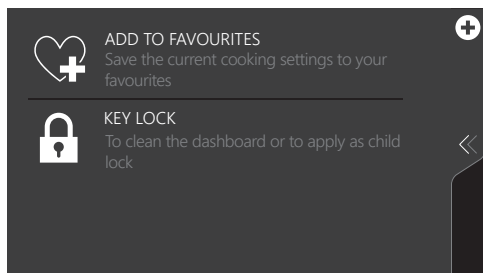 ADD TO FAVOURITES
Save the current cooking settings to your
favourites
KEY LOCK
To clean the dashboard or to apply as child
lock